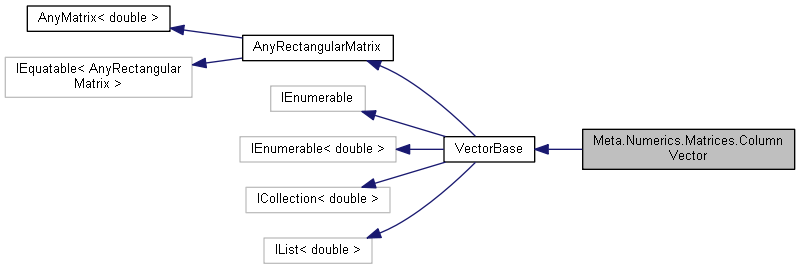 AnyMatrix< double >
IEquatable< AnyRectangular
Matrix >
AnyRectangularMatrix
IEnumerable
IEnumerable< double >
ICollection< double >
IList< double >
VectorBase
Meta.Numerics.Matrices.Column
Vector